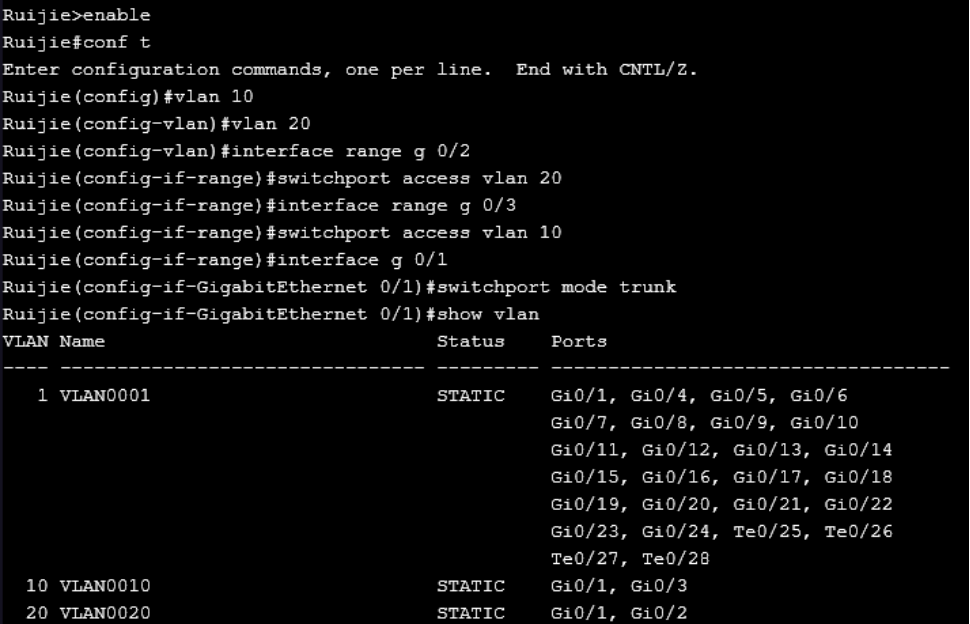 Ruijie>enable
Ruijie#conf t
Enter configuration commands, one per line.  End with CNTL/Z.
Ruijie(config)#vlan 10
Ruijie(config-vlan)#vlan 20
Ruijie(config-vlan)#interface range g 0/2
Ruijie(config-if-range)#switchport access vlan 20
Ruijie(config-if-range)#interface range g 0/3
Ruijie(config-if-range)#switchport access vlan 10
Ruijie(config-if-range)#interface g 0/1
Ruijie(config-if-GigabitEthernet 0/1)#switchport mode trunk
Ruijie(config-if-GigabitEthernet 0/1)#show vlan
VLAN Name                             Status    Ports
---- -------------------------------- --------- -----------------------------------
   1 VLAN0001                         STATIC    Gi0/1, Gi0/4, Gi0/5, Gi0/6
                                                Gi0/7, Gi0/8, Gi0/9, Gi0/10
                                                Gi0/11, Gi0/12, Gi0/13, Gi0/14
                                                Gi0/15, Gi0/16, Gi0/17, Gi0/18
                                                Gi0/19, Gi0/20, Gi0/21, Gi0/22
                                                Gi0/23, Gi0/24, Te0/25, Te0/26
                                                Te0/27, Te0/28
  10 VLAN0010                         STATIC    Gi0/1, Gi0/3
  20 VLAN0020                         STATIC    Gi0/1, Gi0/2